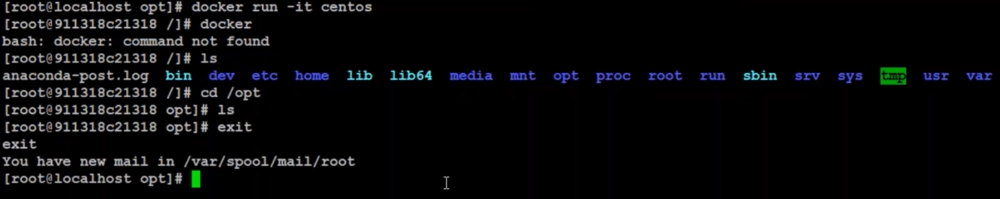 [root@localhost opt]# docker run -it centos
[root@911318c21318 /]# docker
bash: docker: command not found
[root@911318c21318 /]# ls
anaconda-post.log  bin  dev  etc  home  lib  lib64  media  mnt  opt  proc  root  run  sbin  srv  sys  tmp  usr  var
[root@911318c21318 /]# cd /opt
[root@911318c21318 opt]# ls
[root@911318c21318 opt]# exit
exit
You have new mail in /var/spool/mail/root
[root@localhost opt]#